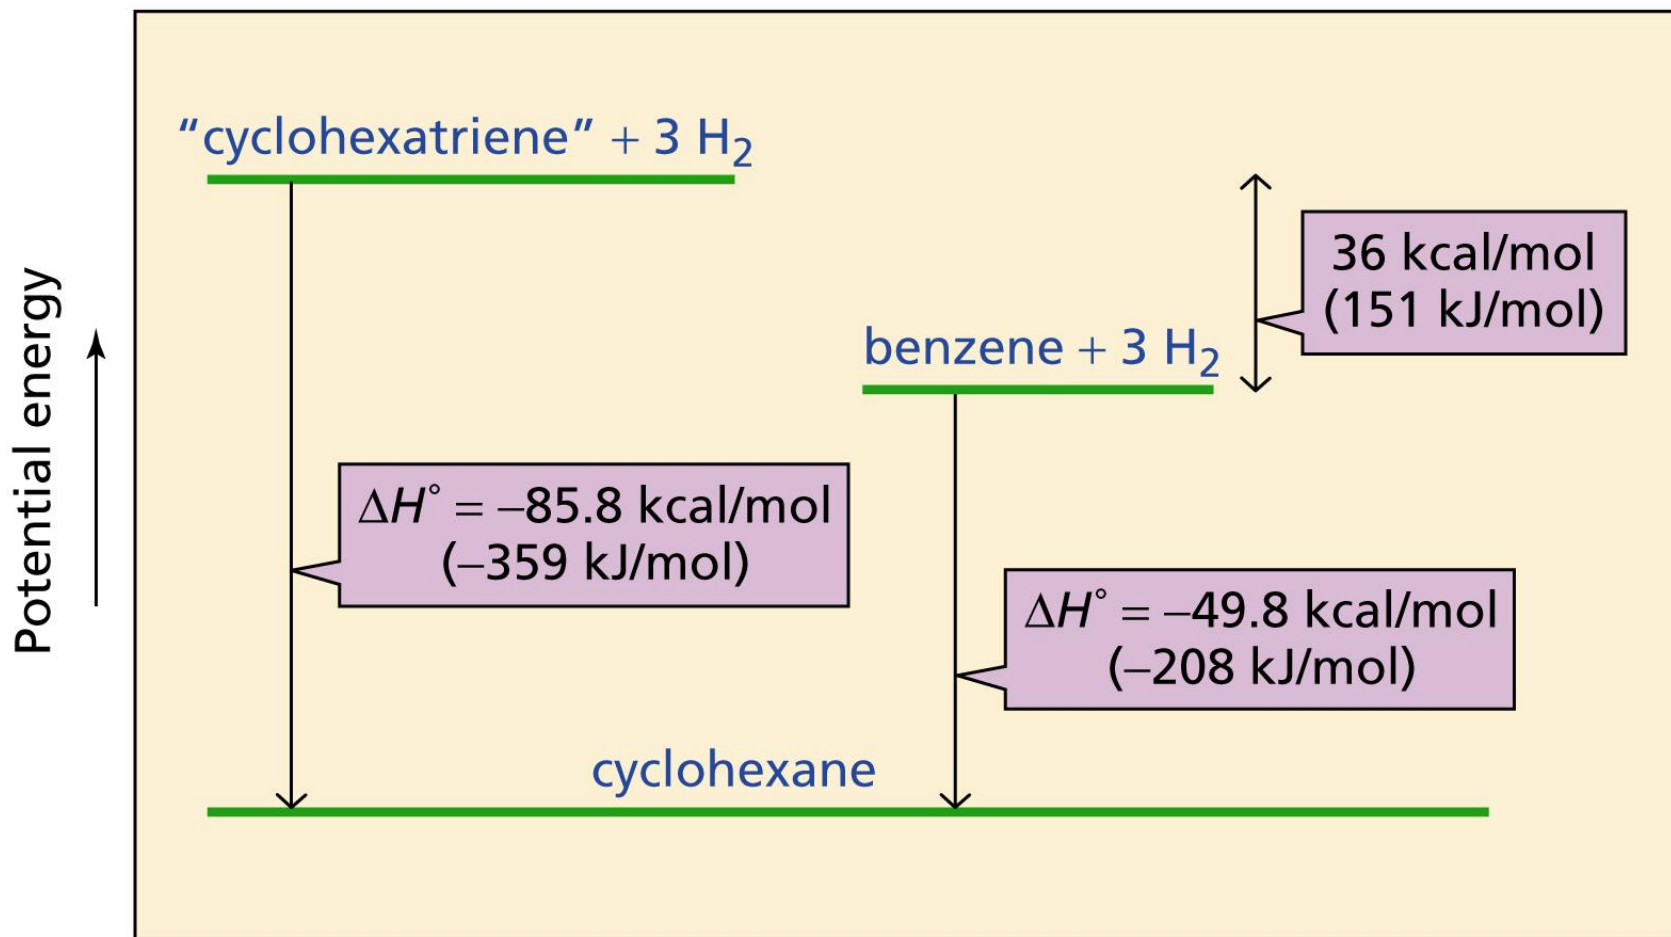 Potential energy
“cyclohexatriene” + 3 H₂
36 kcal/mol
(151 kJ/mol)
benzene + 3 H₂
ΔH° = –85.8 kcal/mol
(–359 kJ/mol)
ΔH° = –49.8 kcal/mol
(–208 kJ/mol)
cyclohexane